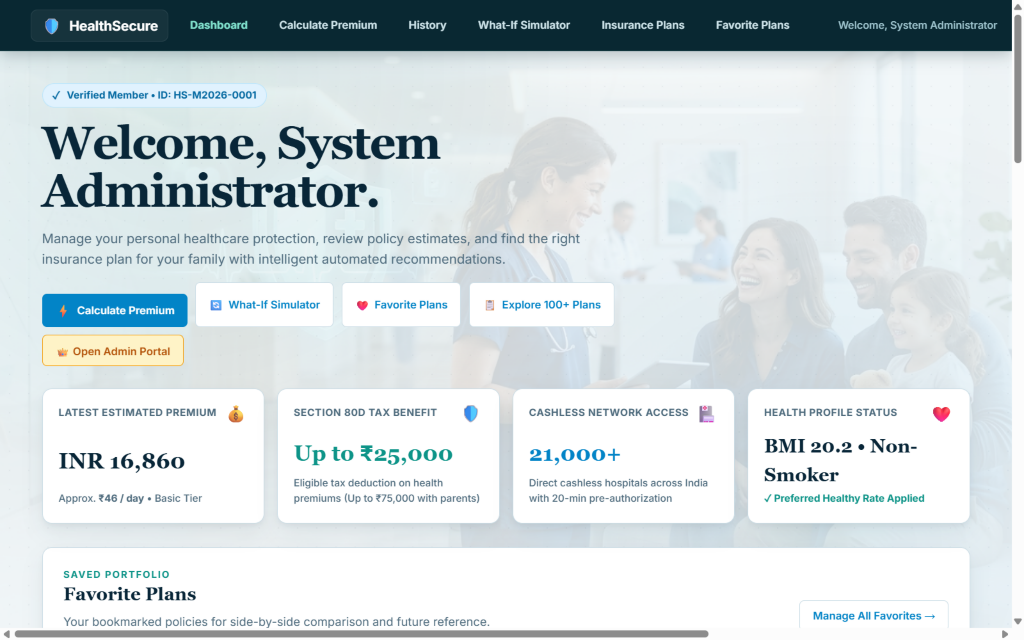 HealthSecure
Dashboard
Calculate Premium
History
What-If Simulator
Insurance Plans
Favorite Plans
Welcome, System Administrator
✓ Verified Member • ID: HS-M2026-0001
Welcome, System
Administrator.
Manage your personal healthcare protection, review policy estimates, and find the right
insurance plan for your family with intelligent automated recommendations.
Calculate Premium
What-If Simulator
Favorite Plans
Explore 100+ Plans
Open Admin Portal
LATEST ESTIMATED PREMIUM
INR 16,860
Approx. ₹46 / day • Basic Tier
SECTION 80D TAX BENEFIT
Up to ₹25,000
Eligible tax deduction on health
premiums (Up to ₹75,000 with parents)
CASHLESS NETWORK ACCESS
21,000+
Direct cashless hospitals across India
with 20-min pre-authorization
HEALTH PROFILE STATUS
BMI 20.2 • Non-
Smoker
✓ Preferred Healthy Rate Applied
SAVED PORTFOLIO
Favorite Plans
Your bookmarked policies for side-by-side comparison and future reference.
Manage All Favorites →